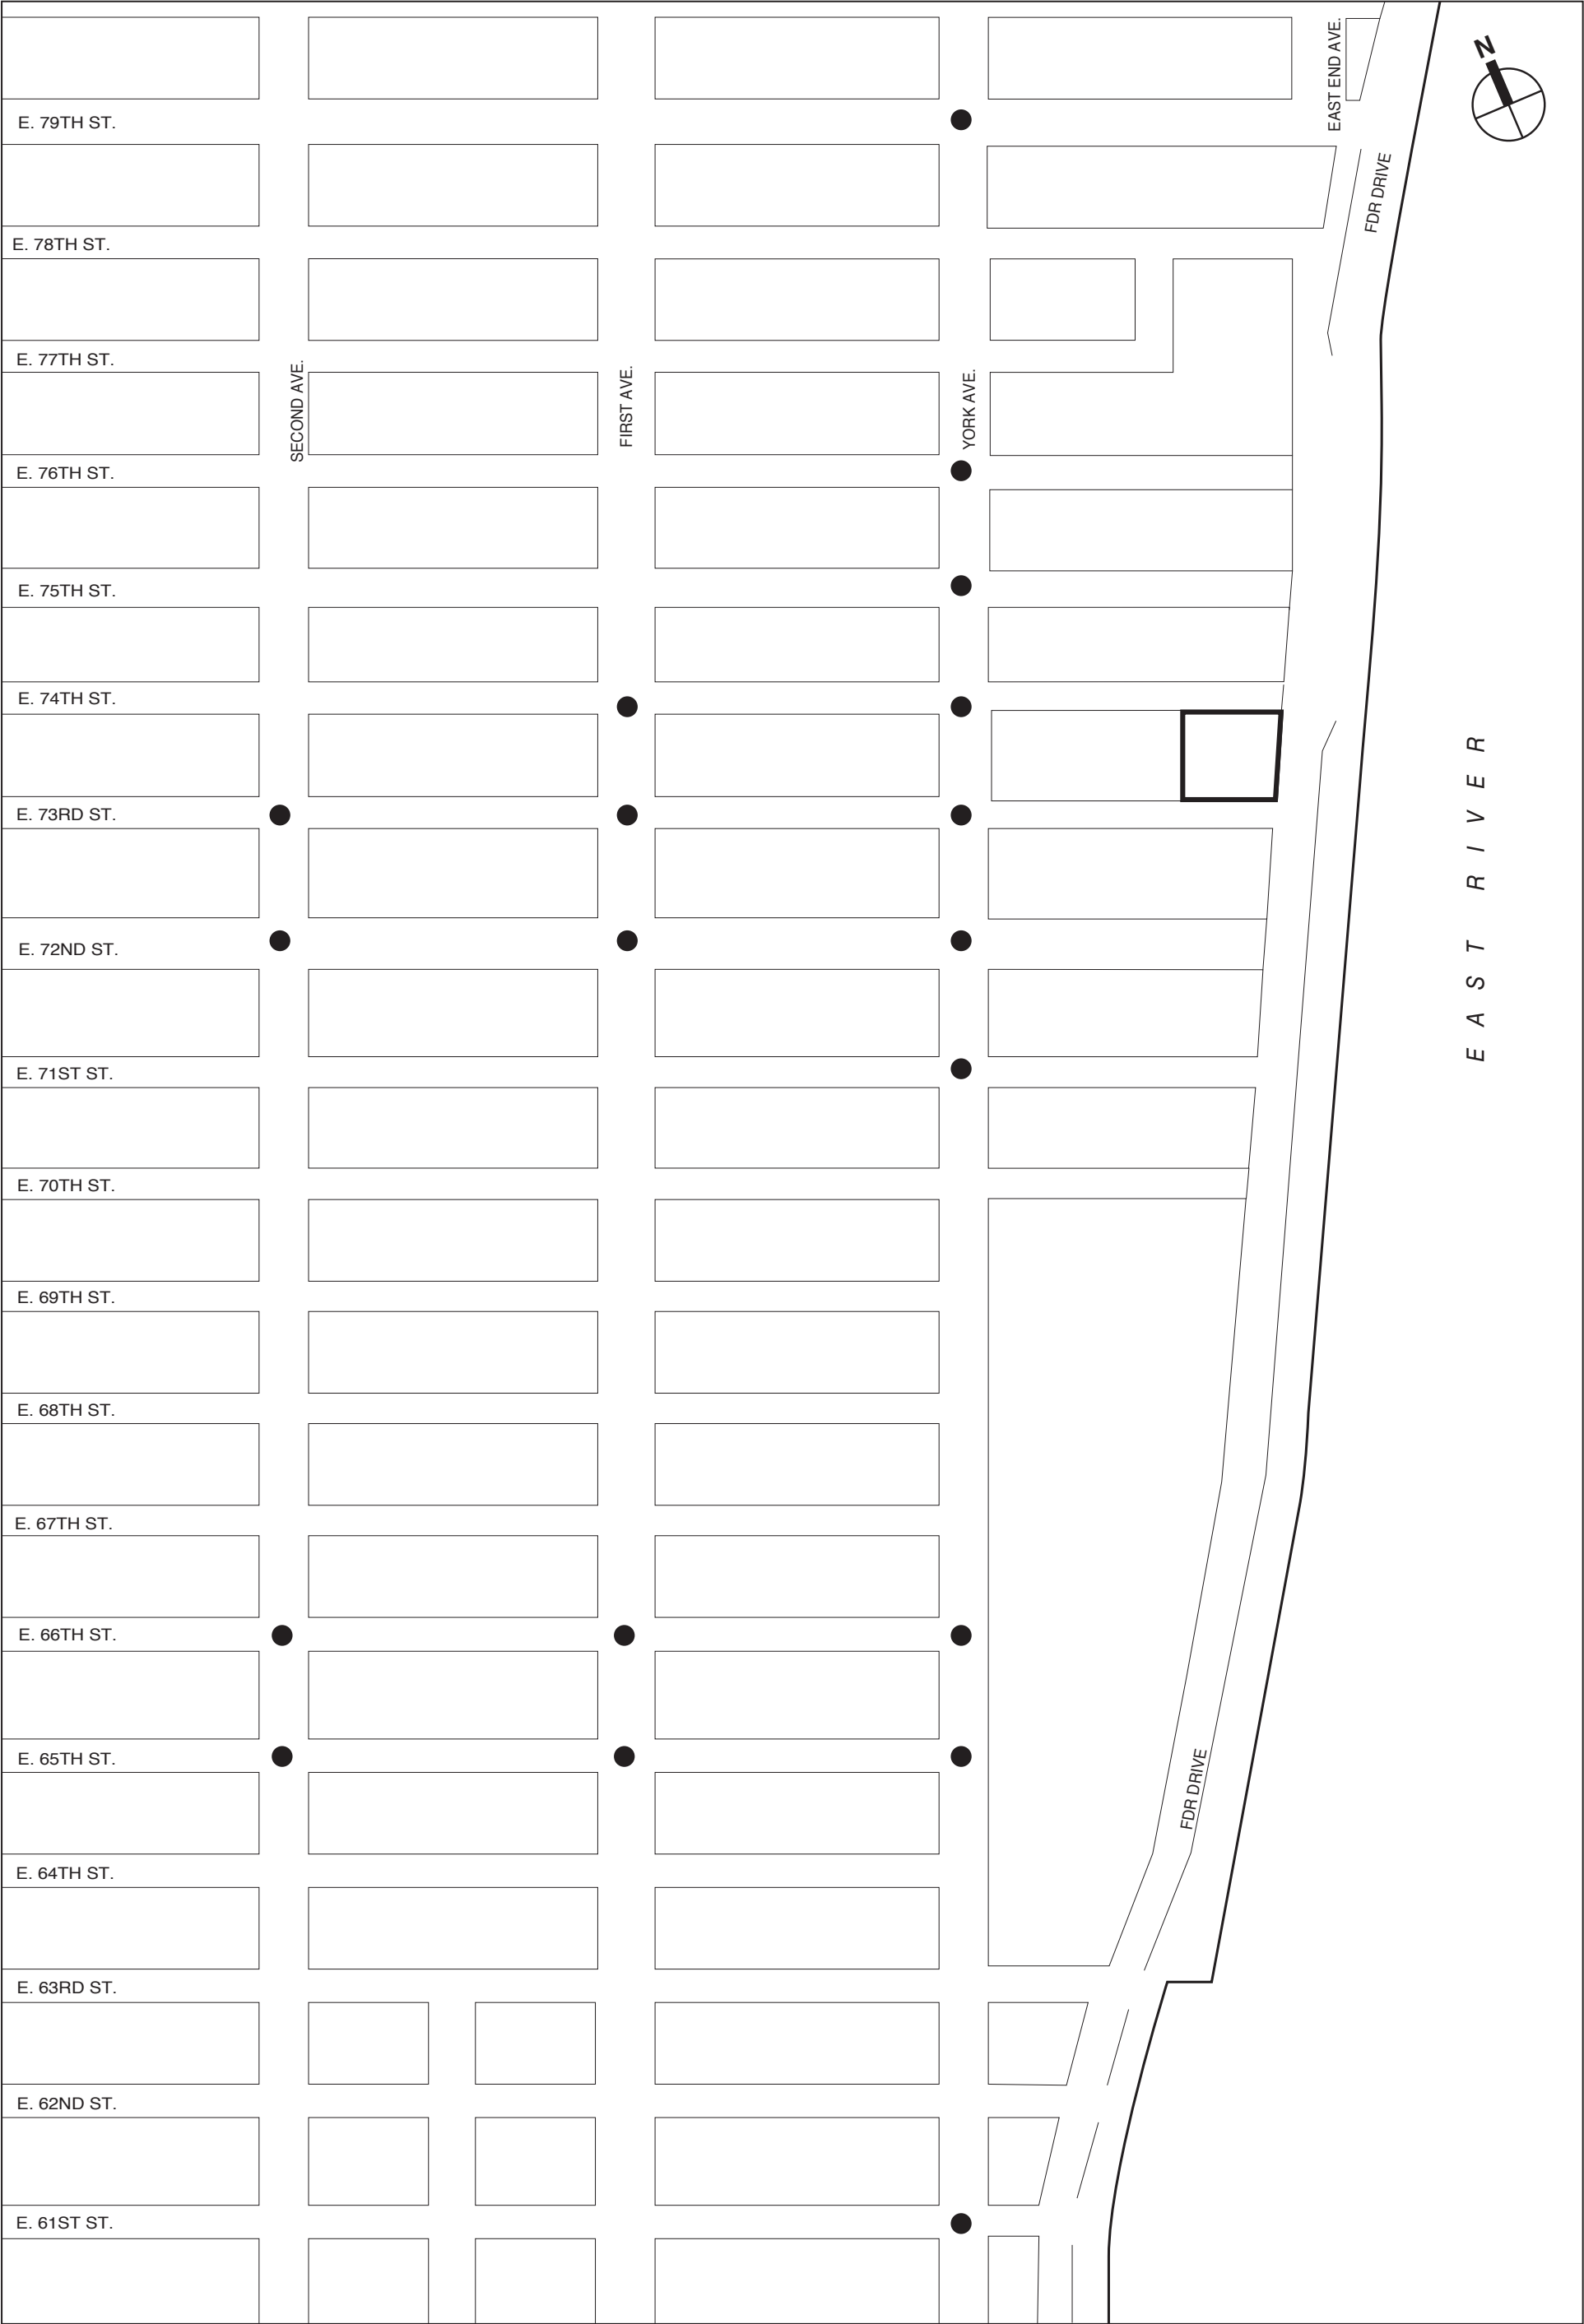 EAST END AVE.
N
E. 79TH ST.
FDR DRIVE
E. 78TH ST.
E. 77TH ST.
SECOND AVE.
FIRST AVE.
YORK AVE.
E. 76TH ST.
E. 75TH ST.
E. 74TH ST.
E. 73RD ST.
EAST RIVER
E. 72ND ST.
E. 71ST ST.
E. 70TH ST.
E. 69TH ST.
E. 68TH ST.
E. 67TH ST.
E. 66TH ST.
E. 65TH ST.
FDR DRIVE
E. 64TH ST.
E. 63RD ST.
E. 62ND ST.
E. 61ST ST.